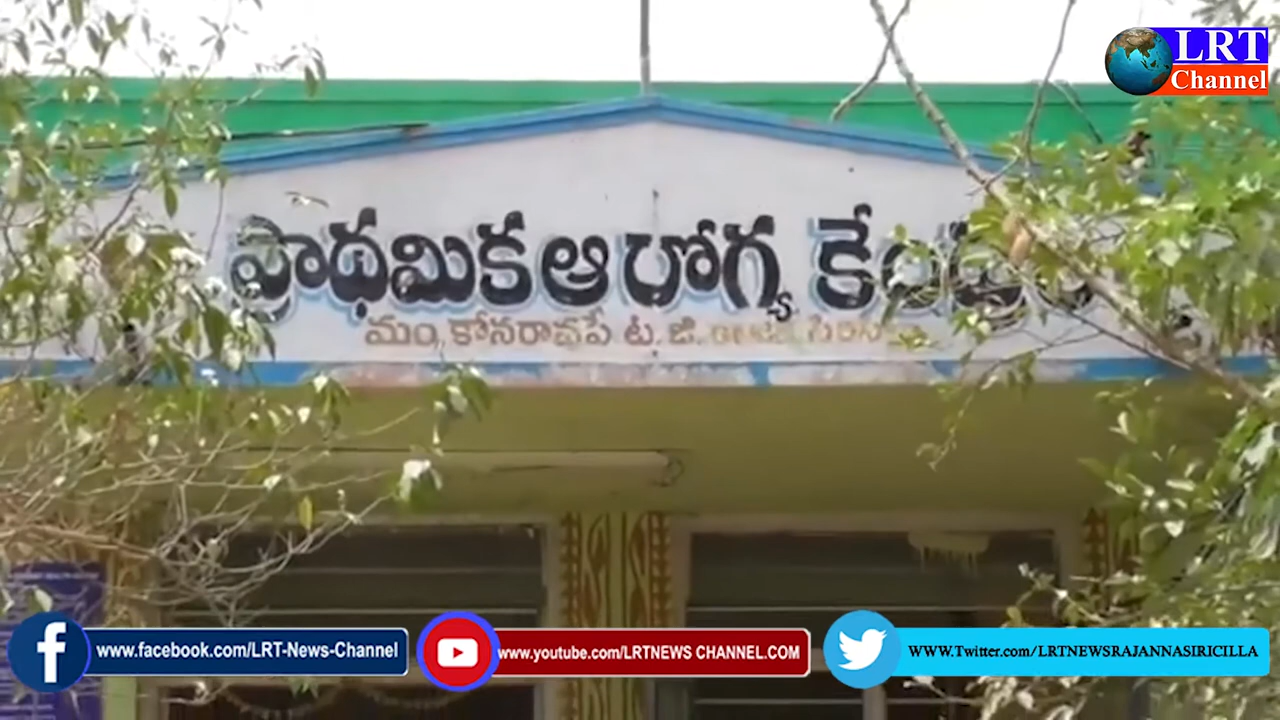 LRT
Channel
ప్రాథమిక ఆరోగ్య కేంద్రం
మం. కోనరావుపేట. జి.
www.facebook.com/LRT-News-Channel
www.youtube.com/LRTNEWS CHANNEL.COM
WWW.Twitter.com/LRTNEWSRAJANNASIRICILLA